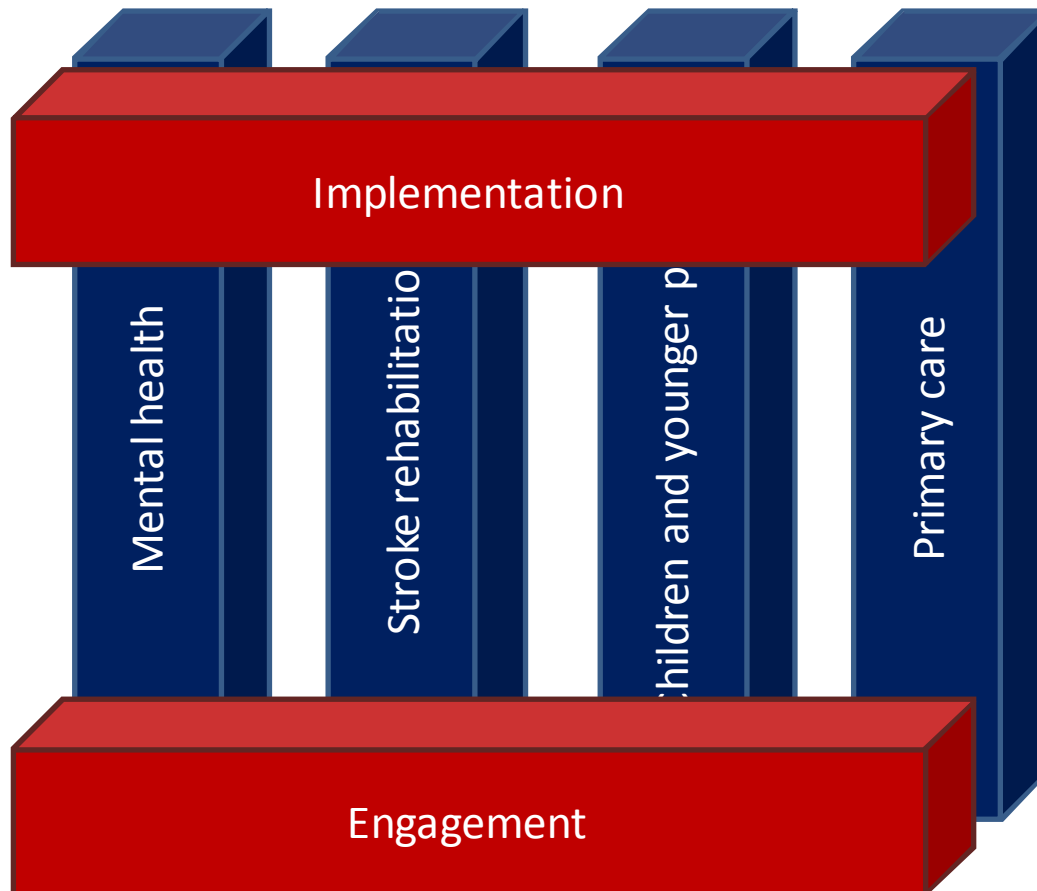 Implementation
Mental health
Stroke rehabilitatio
hildren and younger p
Primary care
Engagement